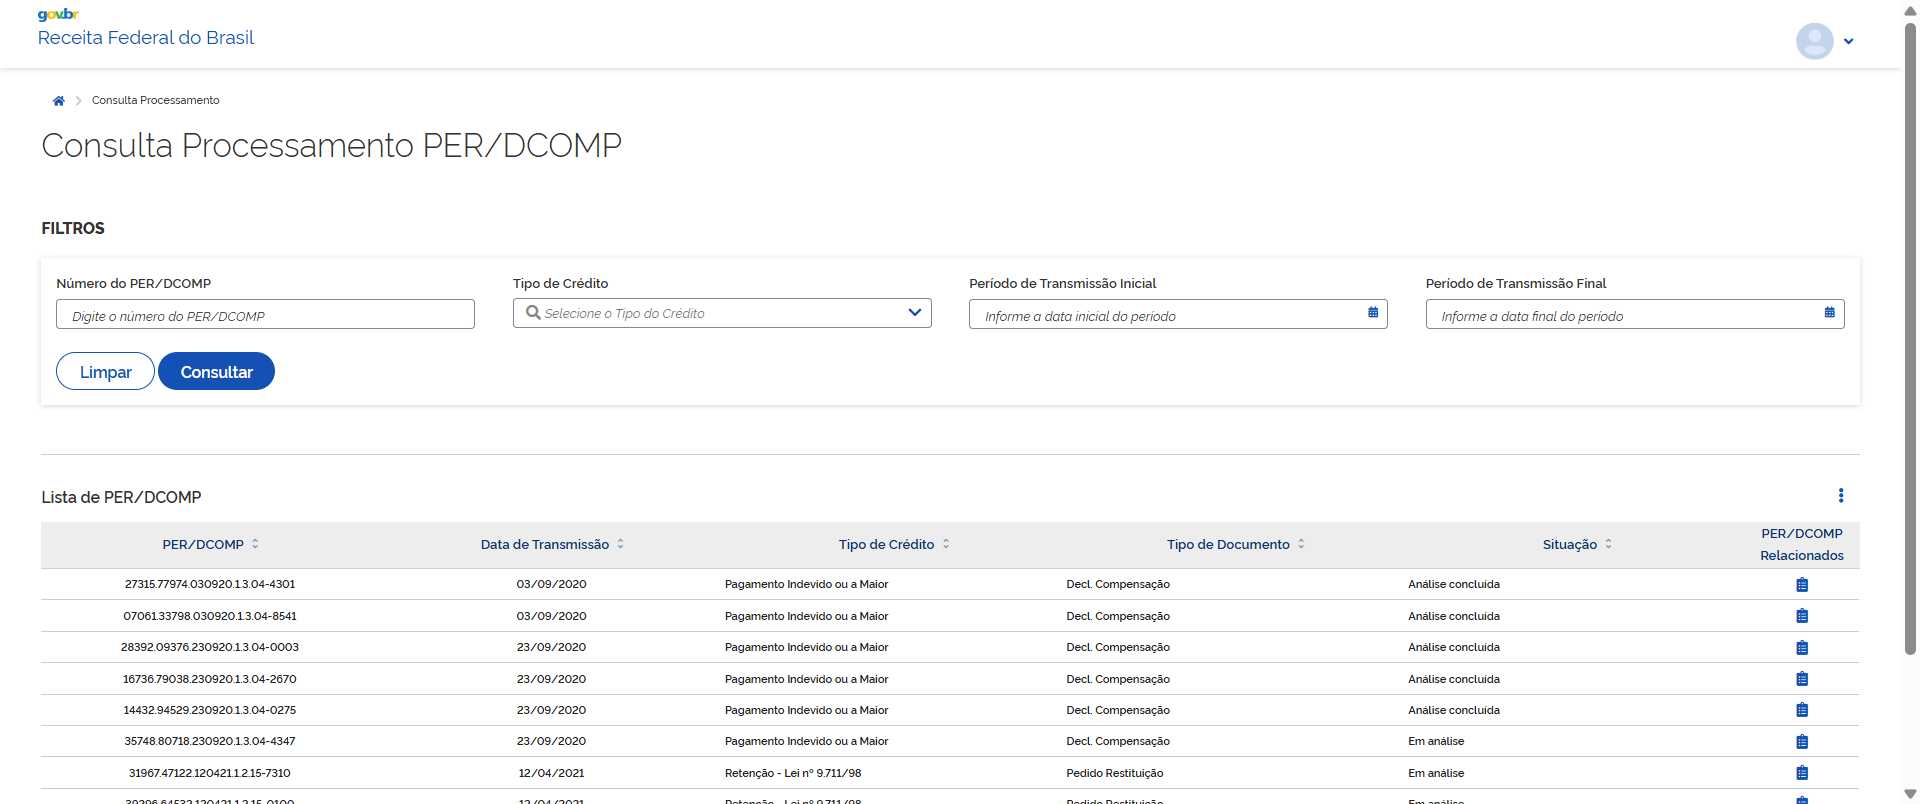 gov.br
Receita Federal do Brasil
Consulta Processamento
Consulta Processamento PER/DCOMP
FILTROS
Número do PER/DCOMP Tipo de Crédito Período de Transmissão Inicial Período de Transmissão Final
Digite o número do PER/DCOMP Selecione o Tipo do Crédito Informe a data inicial do período Informe a data final do período
Limpar Consultar
Lista de PER/DCOMP
PER/DCOMP Data de Transmissão Tipo de Crédito Tipo de Documento Situação PER/DCOMP Relacionados
27315.77974.030920.1.3.04-4301 03/09/2020 Pagamento Indevido ou a Maior Decl. Compensação Análise concluída
07061.33798.030920.1.3.04-8541 03/09/2020 Pagamento Indevido ou a Maior Decl. Compensação Análise concluída
28392.09376.230920.1.3.04-0003 23/09/2020 Pagamento Indevido ou a Maior Decl. Compensação Análise concluída
16736.79038.230920.1.3.04-2670 23/09/2020 Pagamento Indevido ou a Maior Decl. Compensação Análise concluída
14432.94529.230920.1.3.04-0275 23/09/2020 Pagamento Indevido ou a Maior Decl. Compensação Análise concluída
35748.80718.230920.1.3.04-4347 23/09/2020 Pagamento Indevido ou a Maior Decl. Compensação Em análise
31967.47122.120421.1.2.15-7310 12/04/2021 Retenção - Lei nº 9.711/98 Pedido Restituição Em análise
12/04/2021 Retenção - Lei nº 9.711/98 Pedido Restituição Em análise